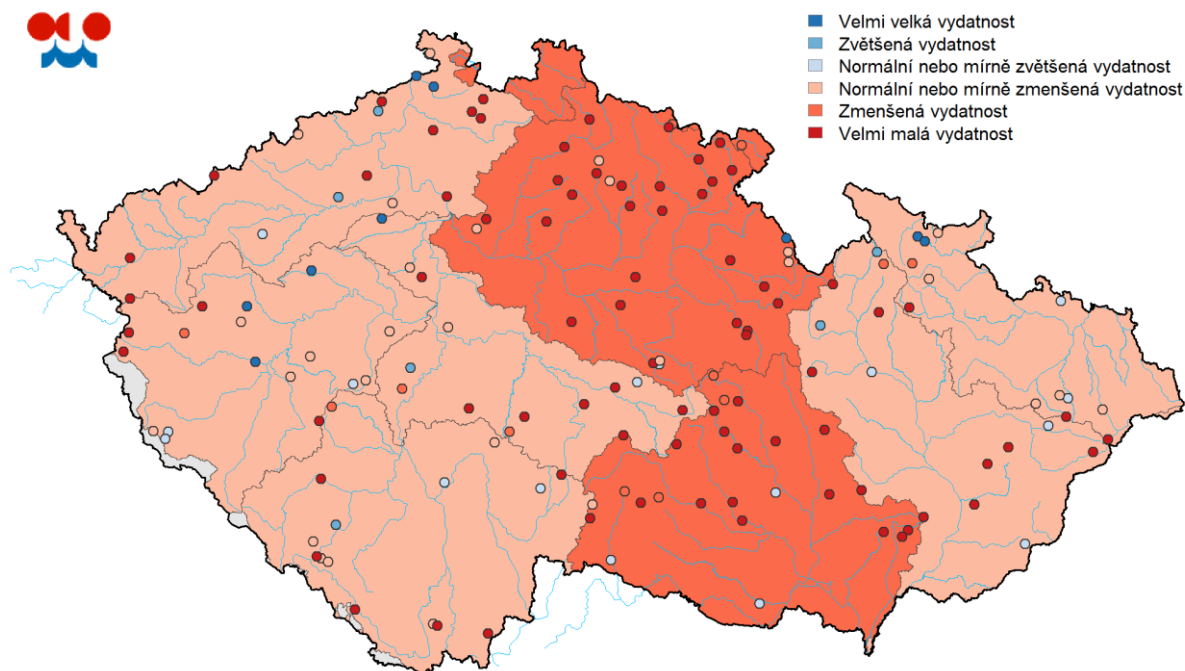 Velmi velká vydatnost
Zvětšená vydatnost
Normální nebo mírně zvětšená vydatnost
Normální nebo mírně zmenšená vydatnost
Zmenšená vydatnost
Velmi malá vydatnost